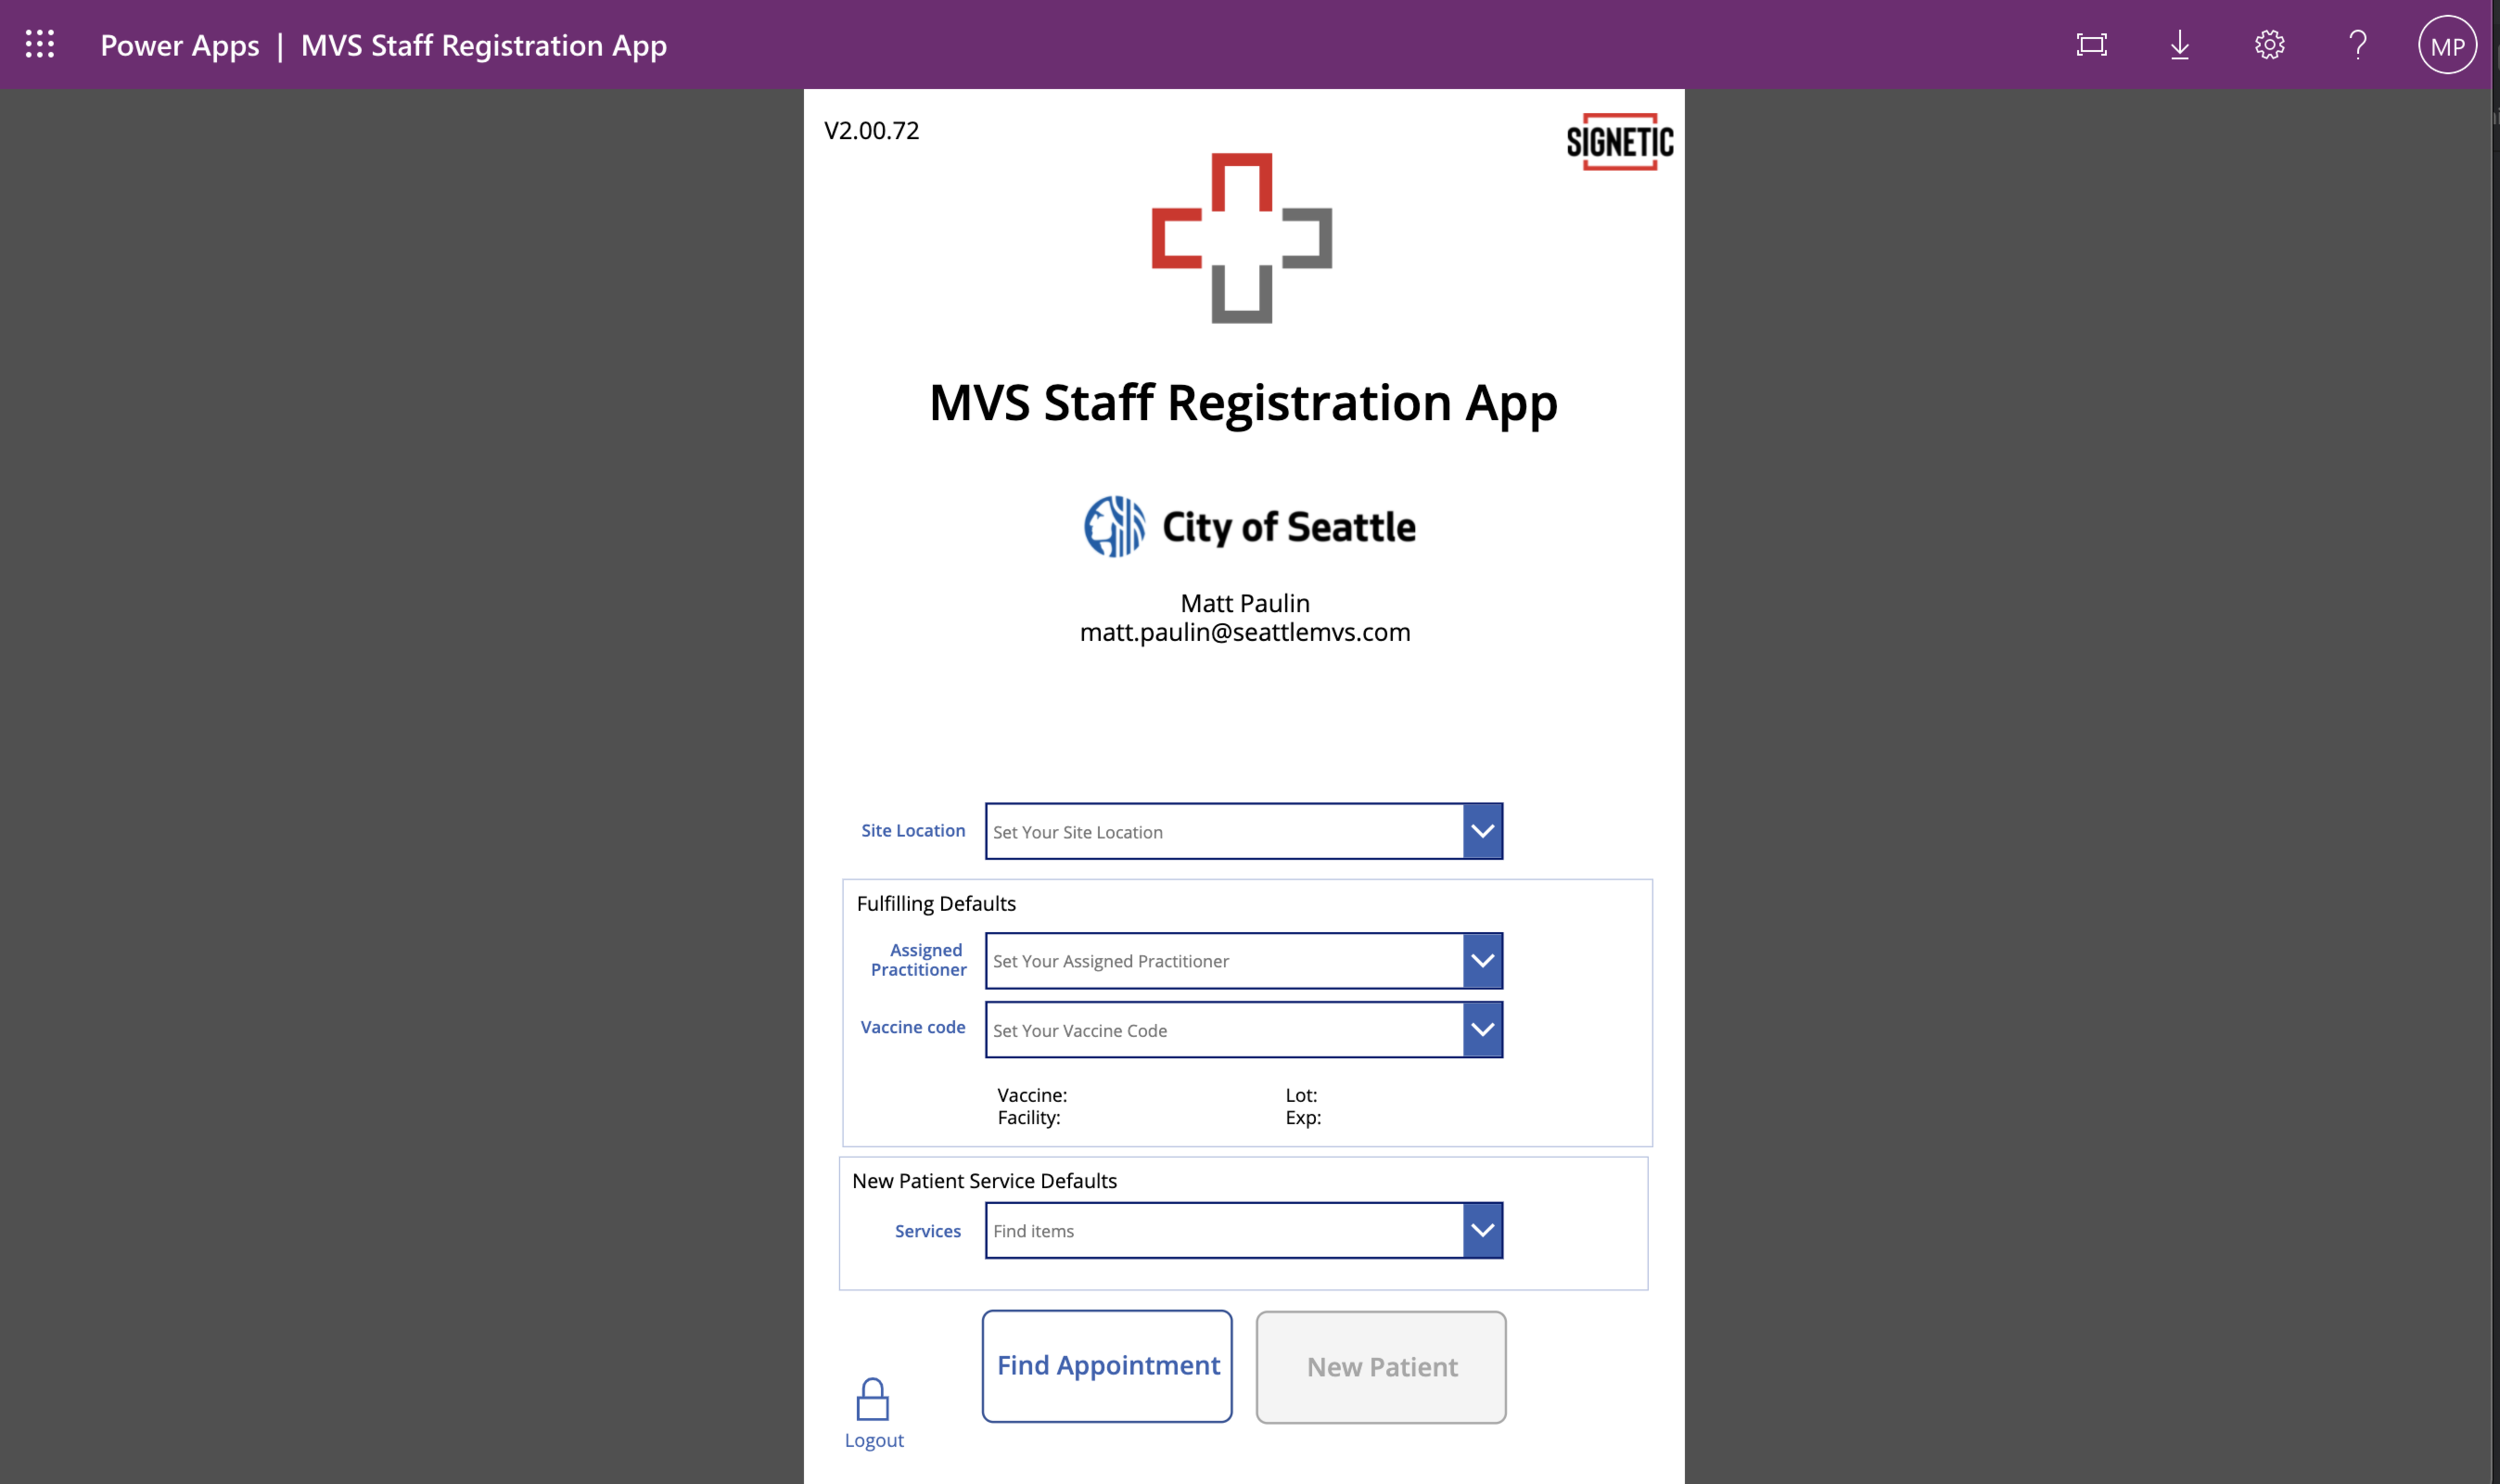 Power Apps | MVS Staff Registration App
?
MP
V2.00.72
SIGNETIC
MVS Staff Registration App
City of Seattle
Matt Paulin
matt.paulin@seattlemvs.com
Site Location
Set Your Site Location
Fulfilling Defaults
Assigned
Practitioner
Set Your Assigned Practitioner
Vaccine code
Set Your Vaccine Code
Vaccine:
Lot:
Facility:
Exp:
New Patient Service Defaults
Services
Find items
Find Appointment
New Patient
Logout